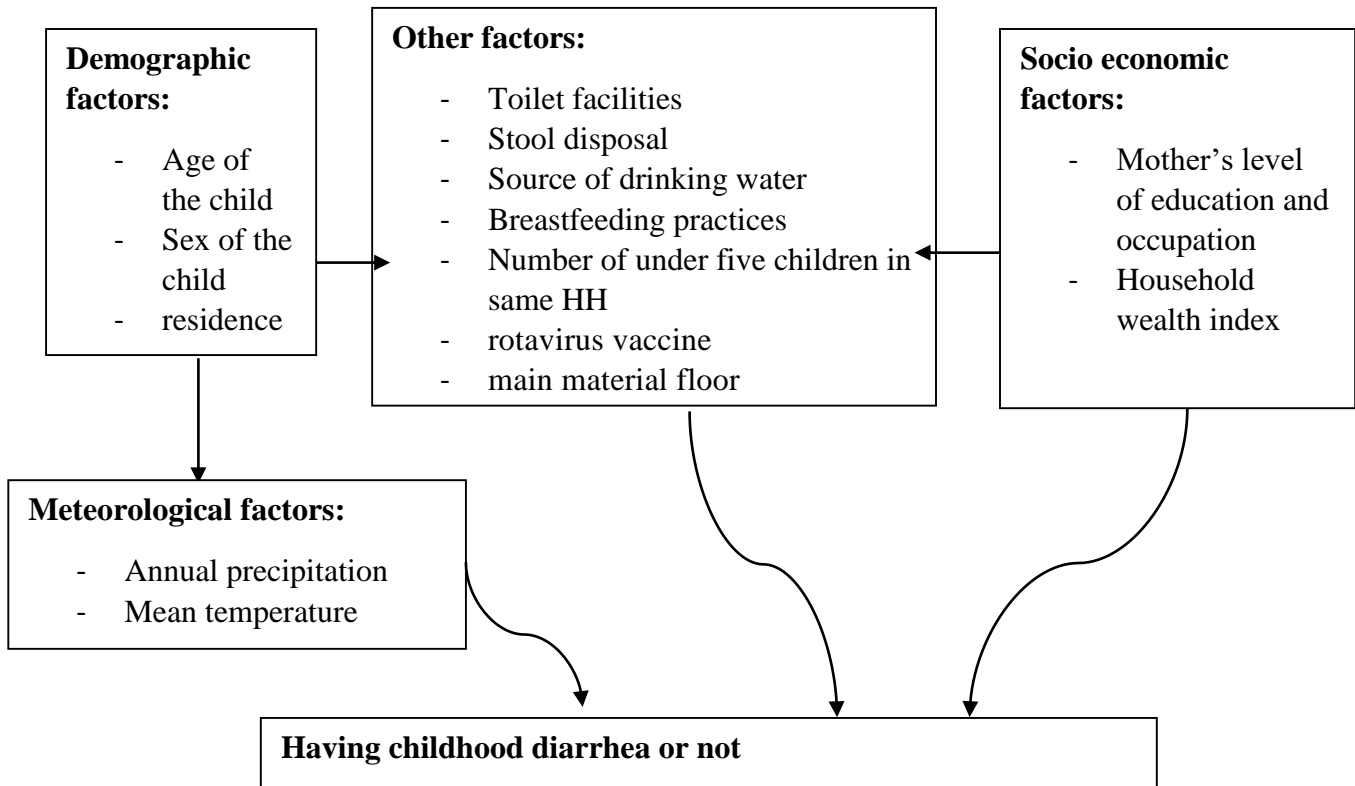 Demographic
factors:
- Age of
the child
- Sex of the
child
- residence
Other factors:
- Toilet facilities
- Stool disposal
- Source of drinking water
- Breastfeeding practices
- Number of under five children in
same HH
- rotavirus vaccine
- main material floor
Socio economic
factors:
- Mother’s level
of education and
occupation
- Household
wealth index
Meteorological factors:
- Annual precipitation
- Mean temperature
Having childhood diarrhea or not